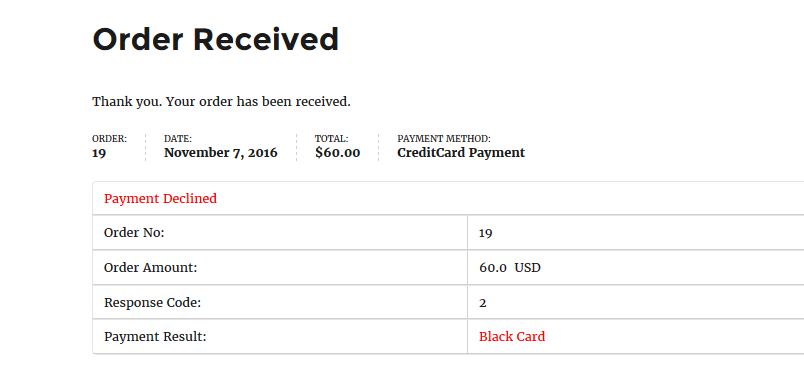 Order Received
Thank you. Your order has been received.
ORDER: DATE: TOTAL: PAYMENT METHOD:
19 November 7, 2016 $60.00 CreditCard Payment
Payment Declined
Order No: 19
Order Amount: 60.0 USD
Response Code: 2
Payment Result: Black Card